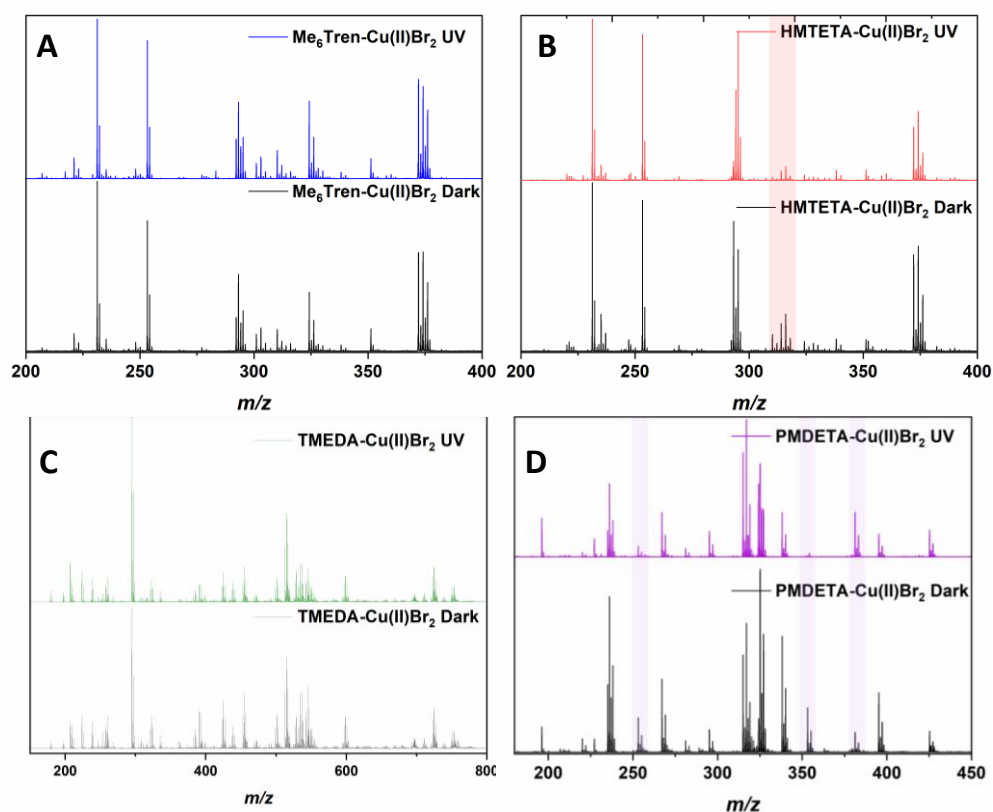 A
Me6Tren-Cu(II)Br2 UV
Me6Tren-Cu(II)Br2 Dark
200 250 300 350 400
m/z
B
HMTETA-Cu(II)Br2 UV
HMTETA-Cu(II)Br2 Dark
200 250 300 350 400
m/z
C
TMEDA-Cu(II)Br2 UV
TMEDA-Cu(II)Br2 Dark
200 400 600 800
m/z
D
PMDETA-Cu(II)Br2 UV
PMDETA-Cu(II)Br2 Dark
200 250 300 350 400 450
m/z